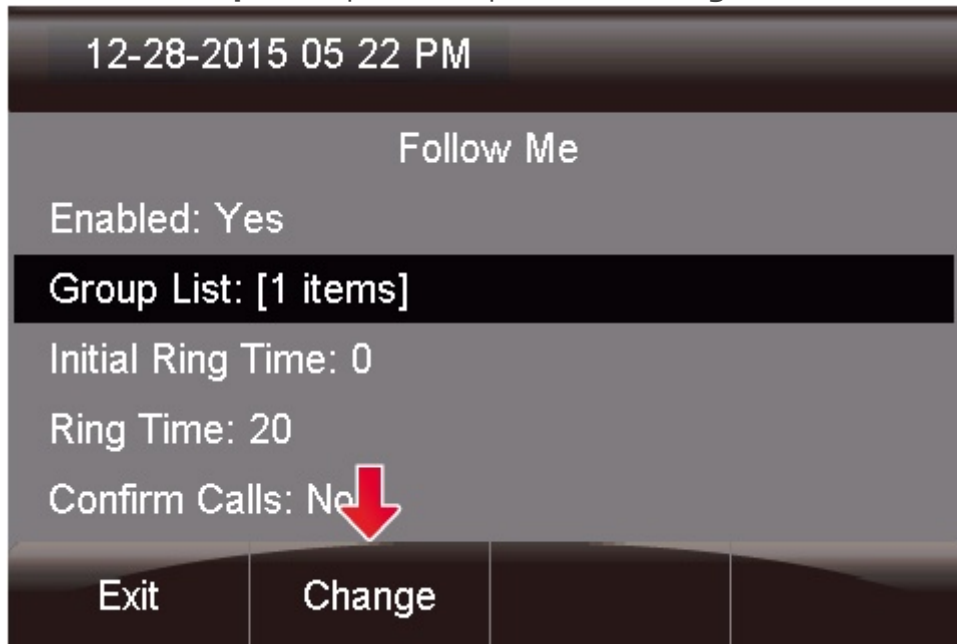 12-28-2015 05 22 PM
Follow Me
Enabled: Yes
Group List: [1 items]
Initial Ring Time: 0
Ring Time: 20
Confirm Calls: No
Exit Change